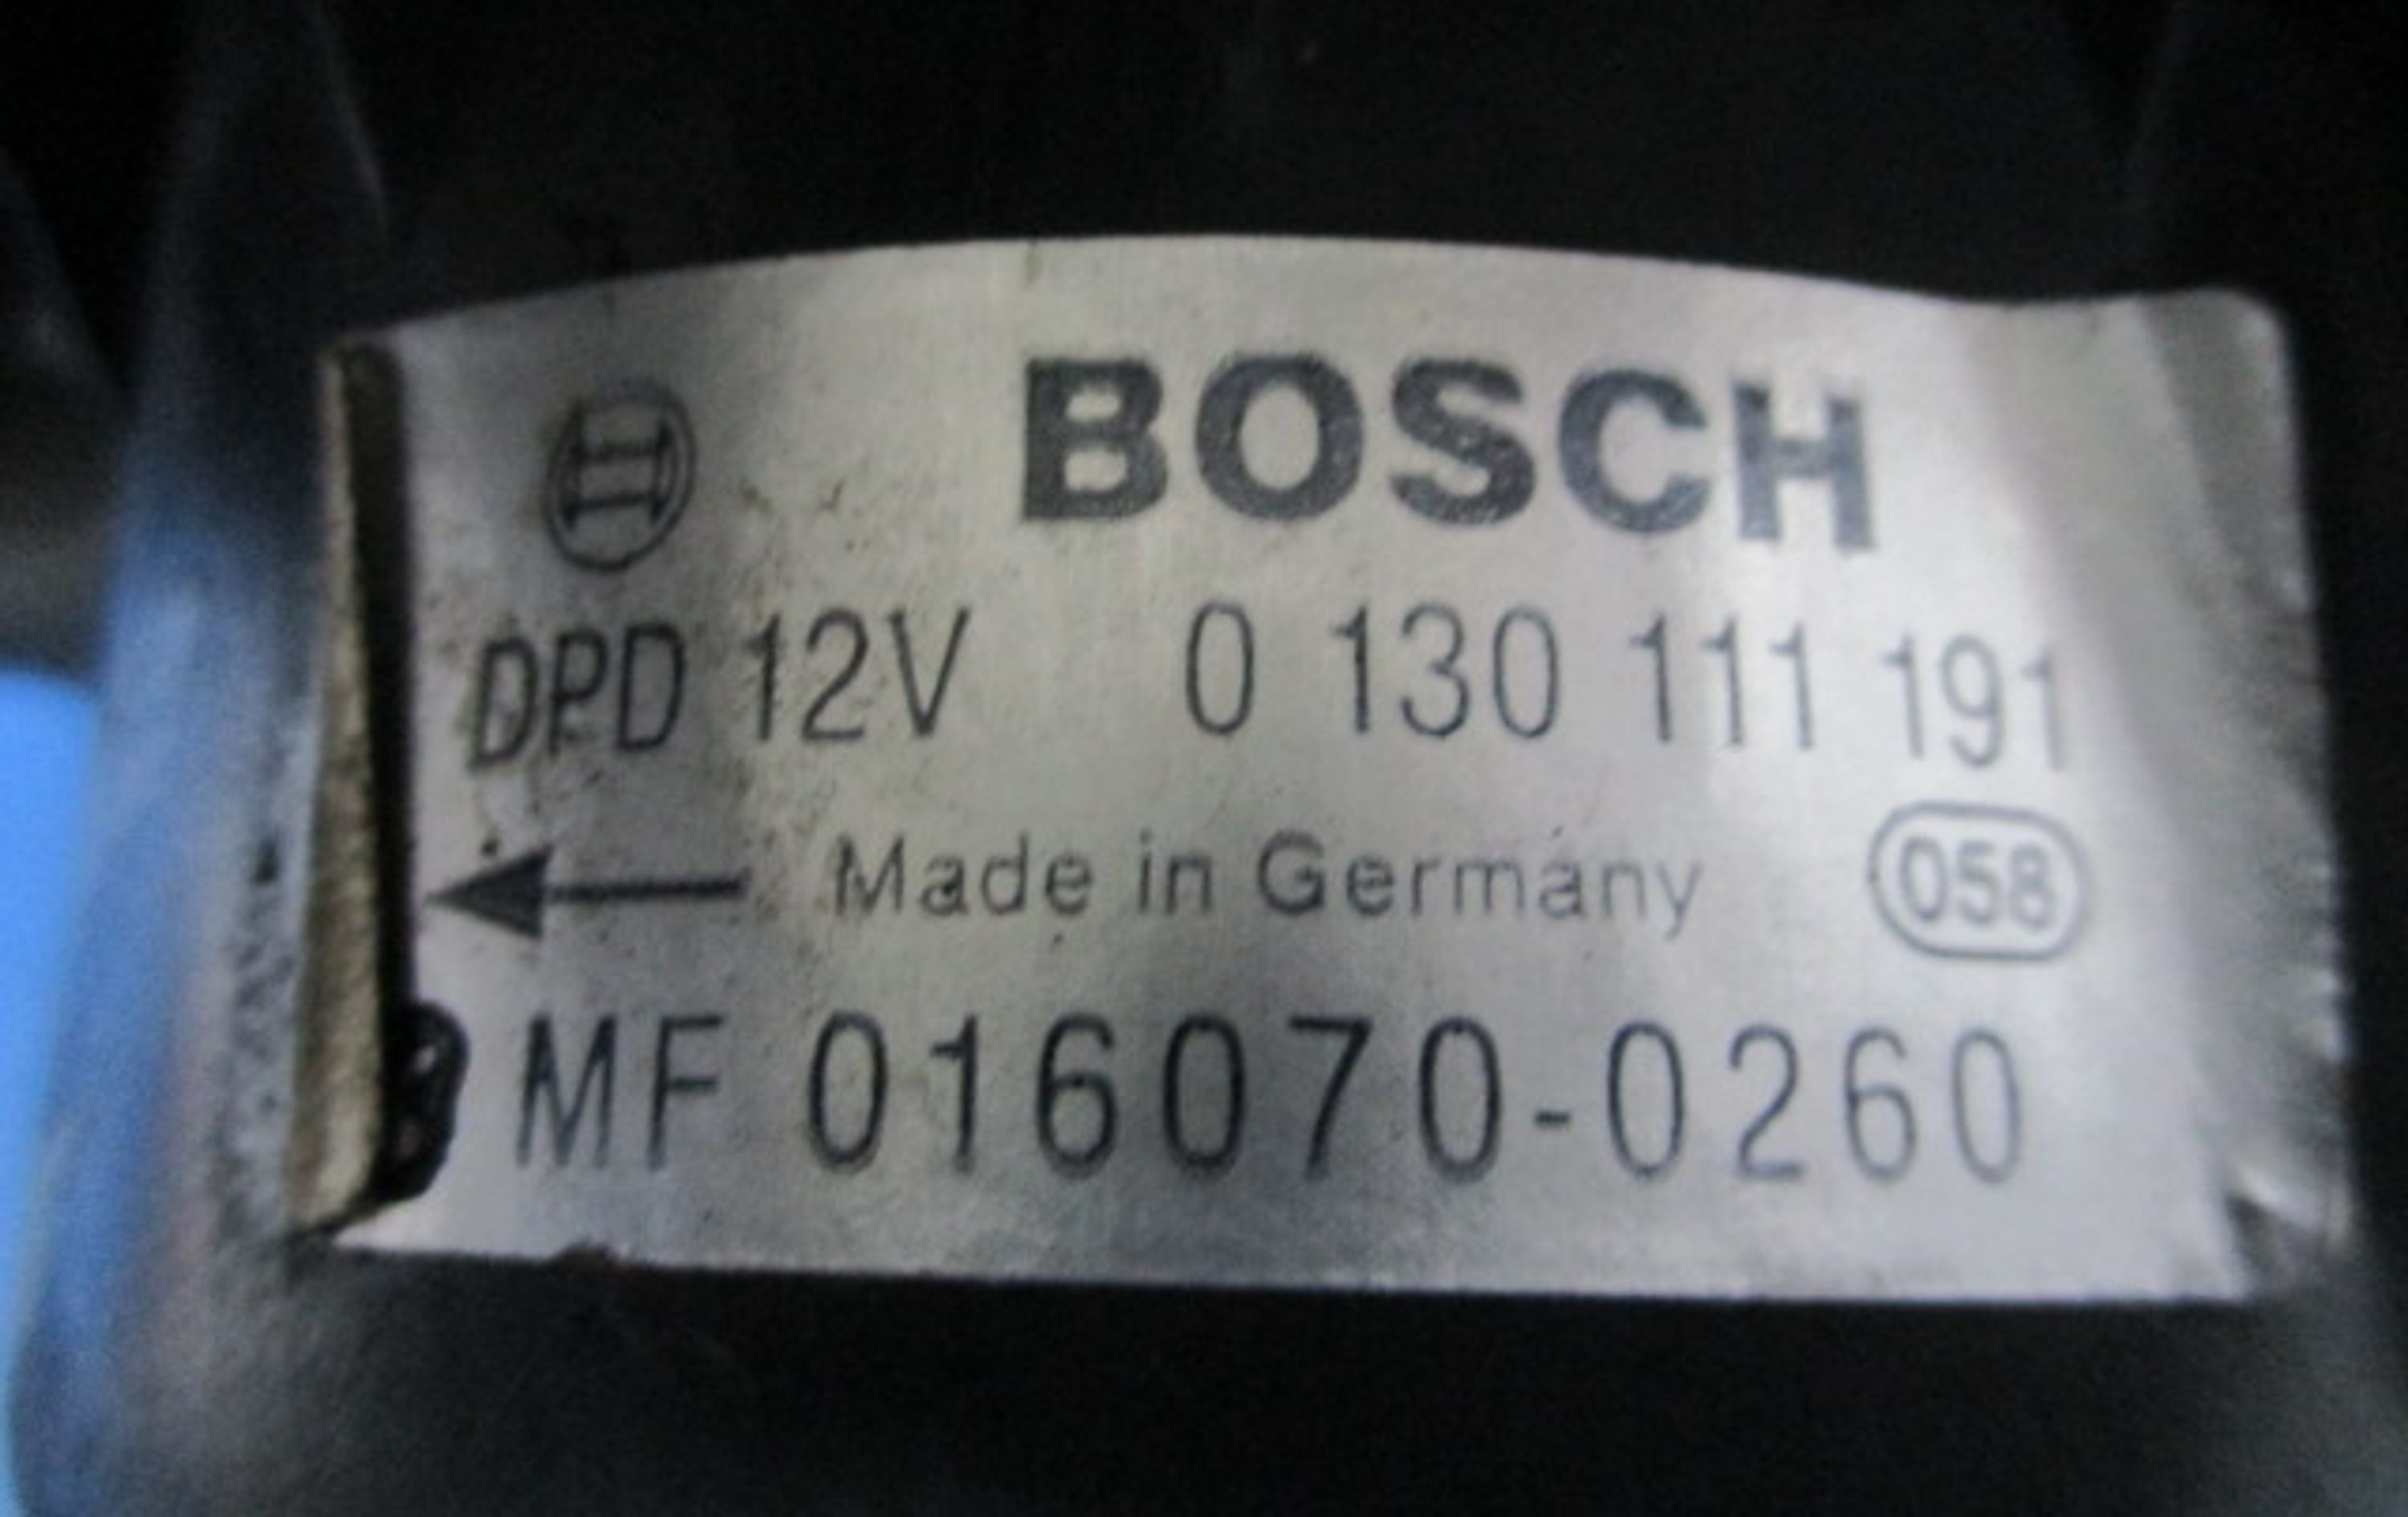 BOSCH
DPD 12V 0 130 111 191
Made in Germany 058
MF 016070-0260